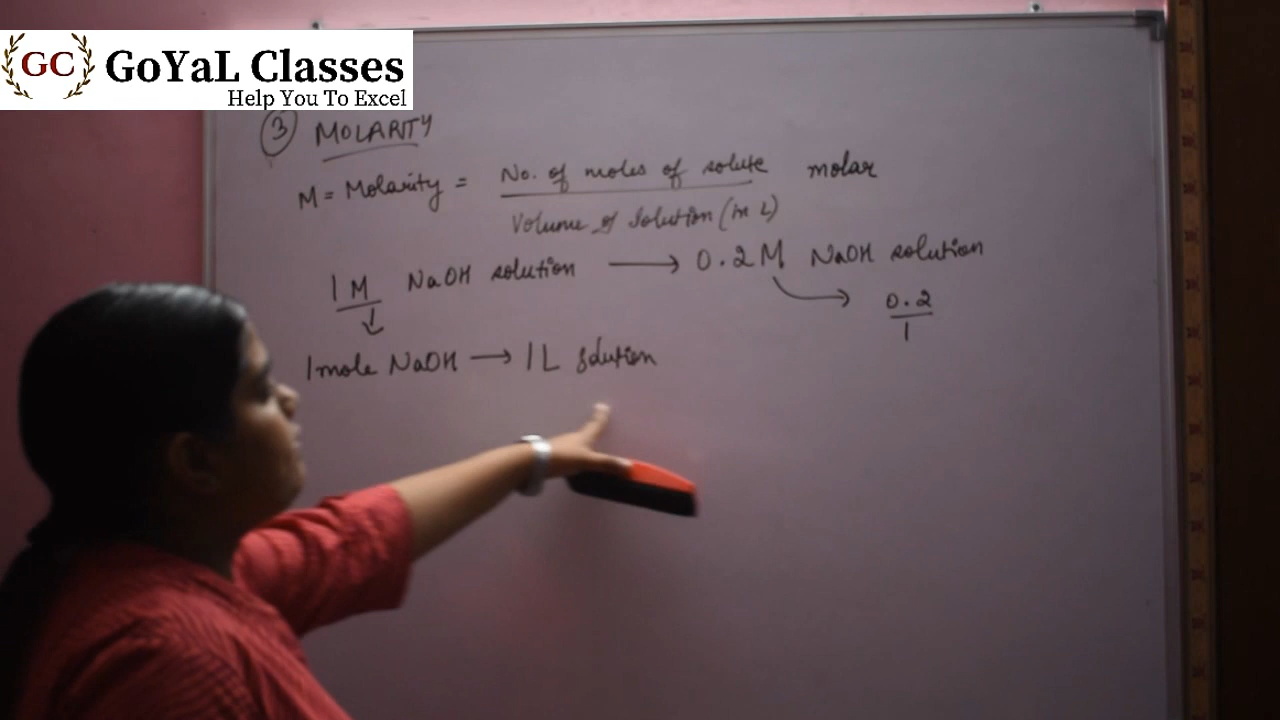 GC GoYaL Classes
Help You To Excel
3 MOLARITY
M = Molarity = No. of moles of solute molar
Volume of Solution (in L)
1 M NaOH solution → 0.2 M NaOH solution
0.2
1
1 mole NaOH → 1L solution